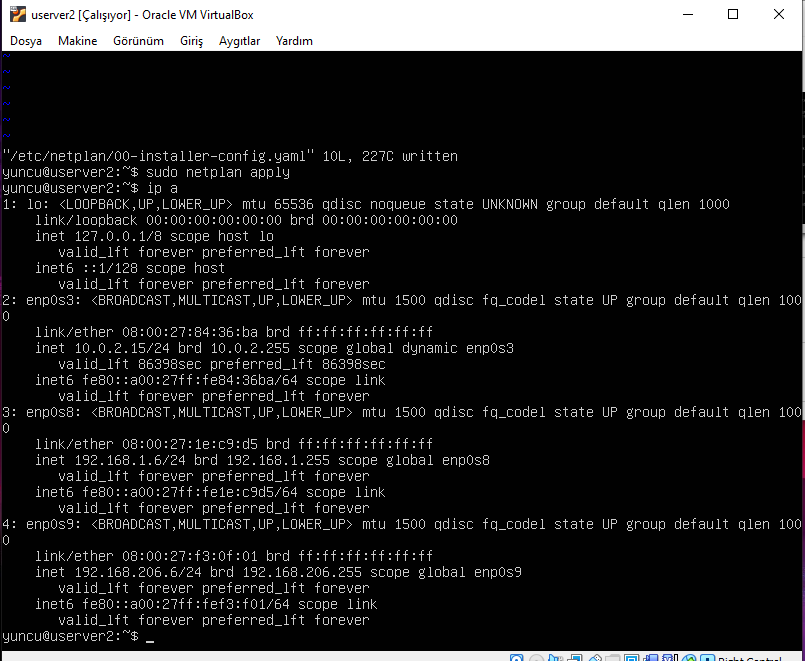 userver2 [Çalışıyor] - Oracle VM VirtualBox
Dosya Makine Görünüm Giriş Aygıtlar Yardım
~
~
~
~
~
~
"/etc/netplan/00-installer-config.yaml" 10L, 227C written
yuncu@userver2:~$ sudo netplan apply
yuncu@userver2:~$ ip a
1: lo: <LOOPBACK,UP,LOWER_UP> mtu 65536 qdisc noqueue state UNKNOWN group default qlen 1000
    link/loopback 00:00:00:00:00:00 brd 00:00:00:00:00:00
    inet 127.0.0.1/8 scope host lo
       valid_lft forever preferred_lft forever
    inet6 ::1/128 scope host
       valid_lft forever preferred_lft forever
2: enp0s3: <BROADCAST,MULTICAST,UP,LOWER_UP> mtu 1500 qdisc fq_codel state UP group default qlen 100
0
    link/ether 08:00:27:84:36:ba brd ff:ff:ff:ff:ff:ff
    inet 10.0.2.15/24 brd 10.0.2.255 scope global dynamic enp0s3
       valid_lft 86398sec preferred_lft 86398sec
    inet6 fe80::a00:27ff:fe84:36ba/64 scope link
       valid_lft forever preferred_lft forever
3: enp0s8: <BROADCAST,MULTICAST,UP,LOWER_UP> mtu 1500 qdisc fq_codel state UP group default qlen 100
0
    link/ether 08:00:27:1e:c9:d5 brd ff:ff:ff:ff:ff:ff
    inet 192.168.1.6/24 brd 192.168.1.255 scope global enp0s8
       valid_lft forever preferred_lft forever
    inet6 fe80::a00:27ff:fe1e:c9d5/64 scope link
       valid_lft forever preferred_lft forever
4: enp0s9: <BROADCAST,MULTICAST,UP,LOWER_UP> mtu 1500 qdisc fq_codel state UP group default qlen 100
0
    link/ether 08:00:27:f3:0f:01 brd ff:ff:ff:ff:ff:ff
    inet 192.168.206.6/24 brd 192.168.206.255 scope global enp0s9
       valid_lft forever preferred_lft forever
    inet6 fe80::a00:27ff:fef3:f01/64 scope link
       valid_lft forever preferred_lft forever
yuncu@userver2:~$ _
Right Control